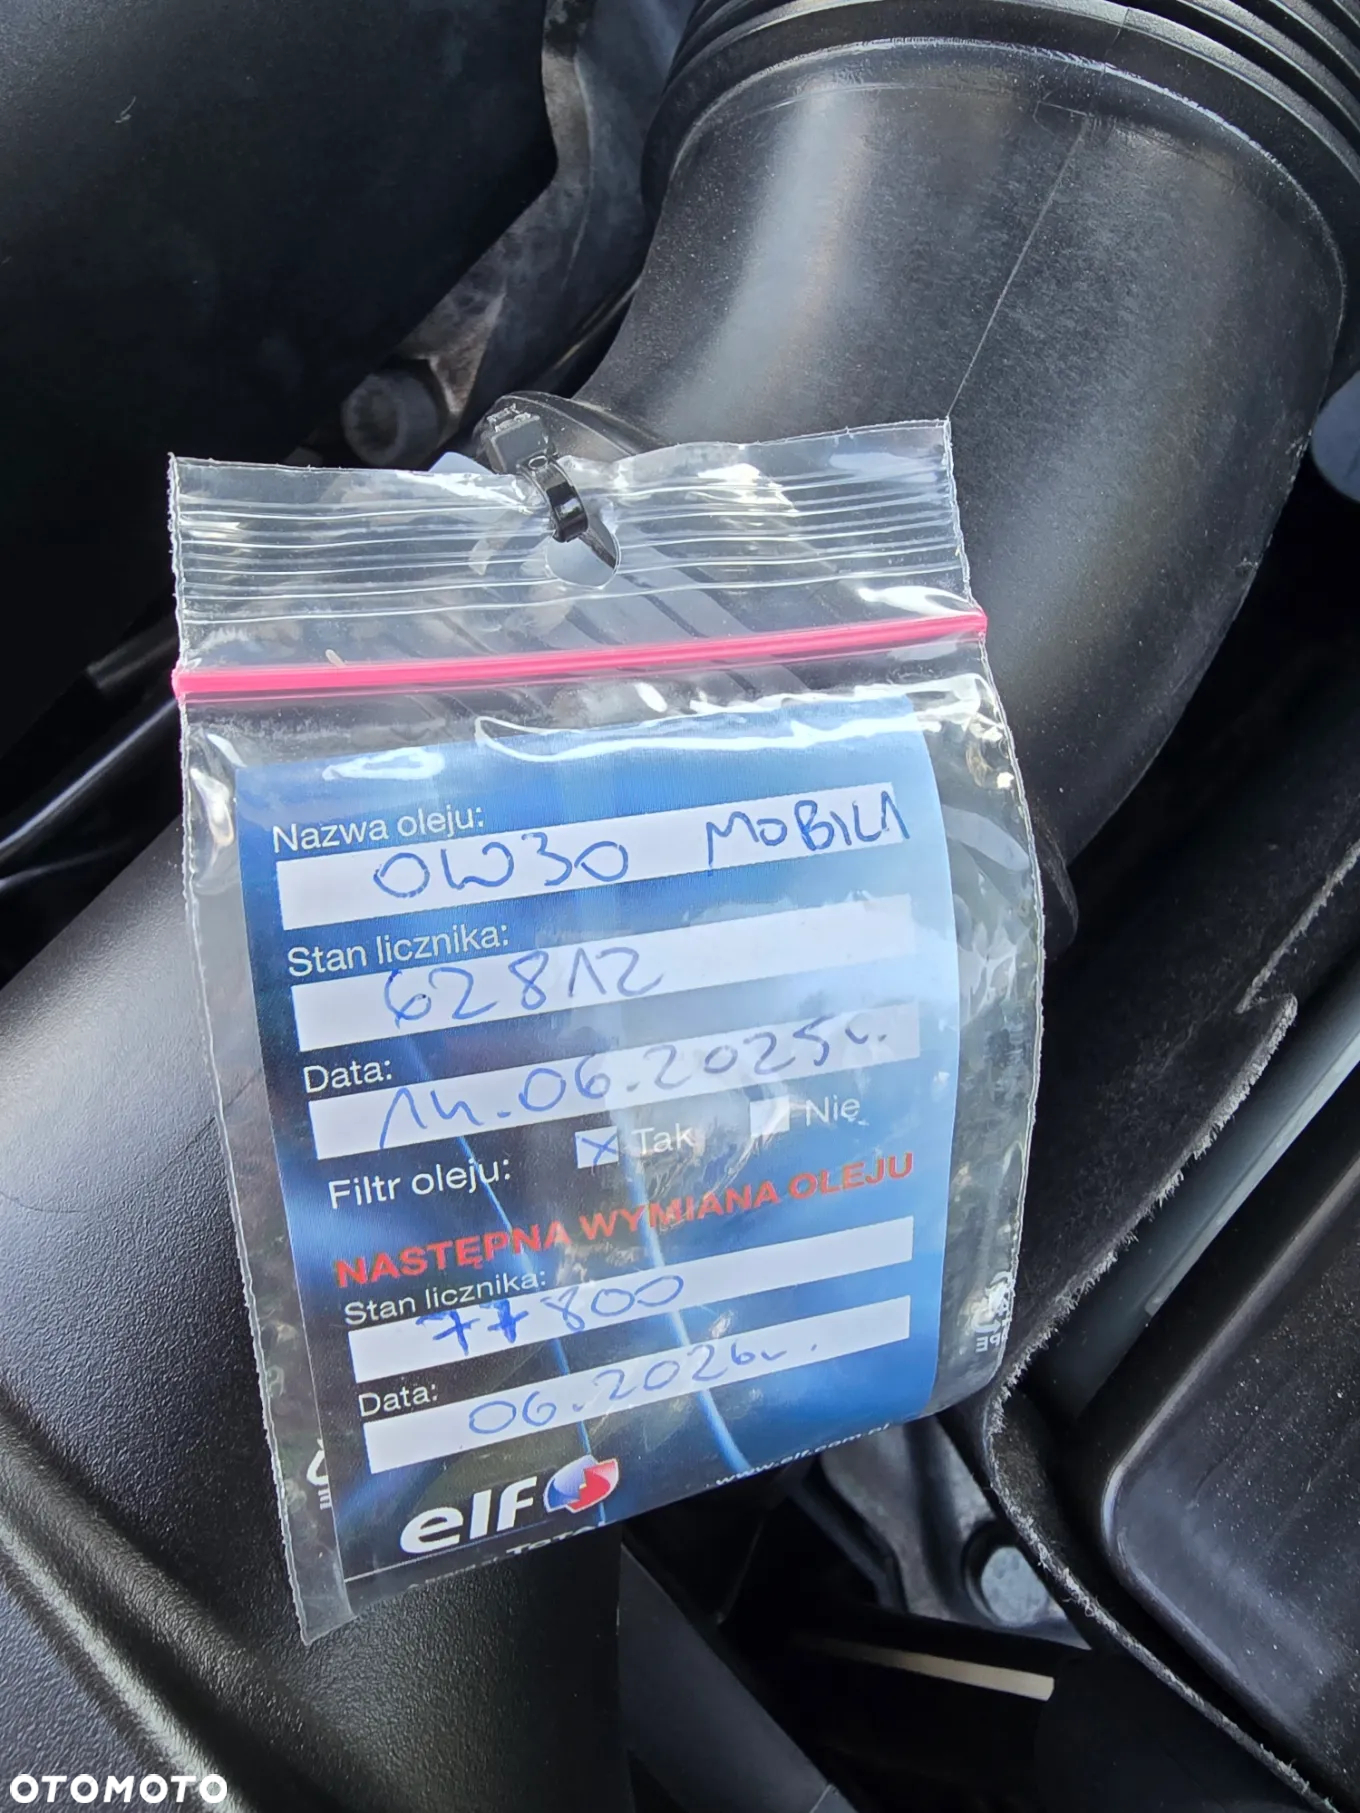 Nazwa oleju:
0W30 MOBIL1
Stan licznika:
62812
Data:
14.06.2025r.
Filtr oleju: x Tak Nie
NASTĘPNA WYMIANA OLEJU
Stan licznika:
77800
Data:
06.2026r.
elf
www.elf.com.pl
TOTAL
OTOMOTO